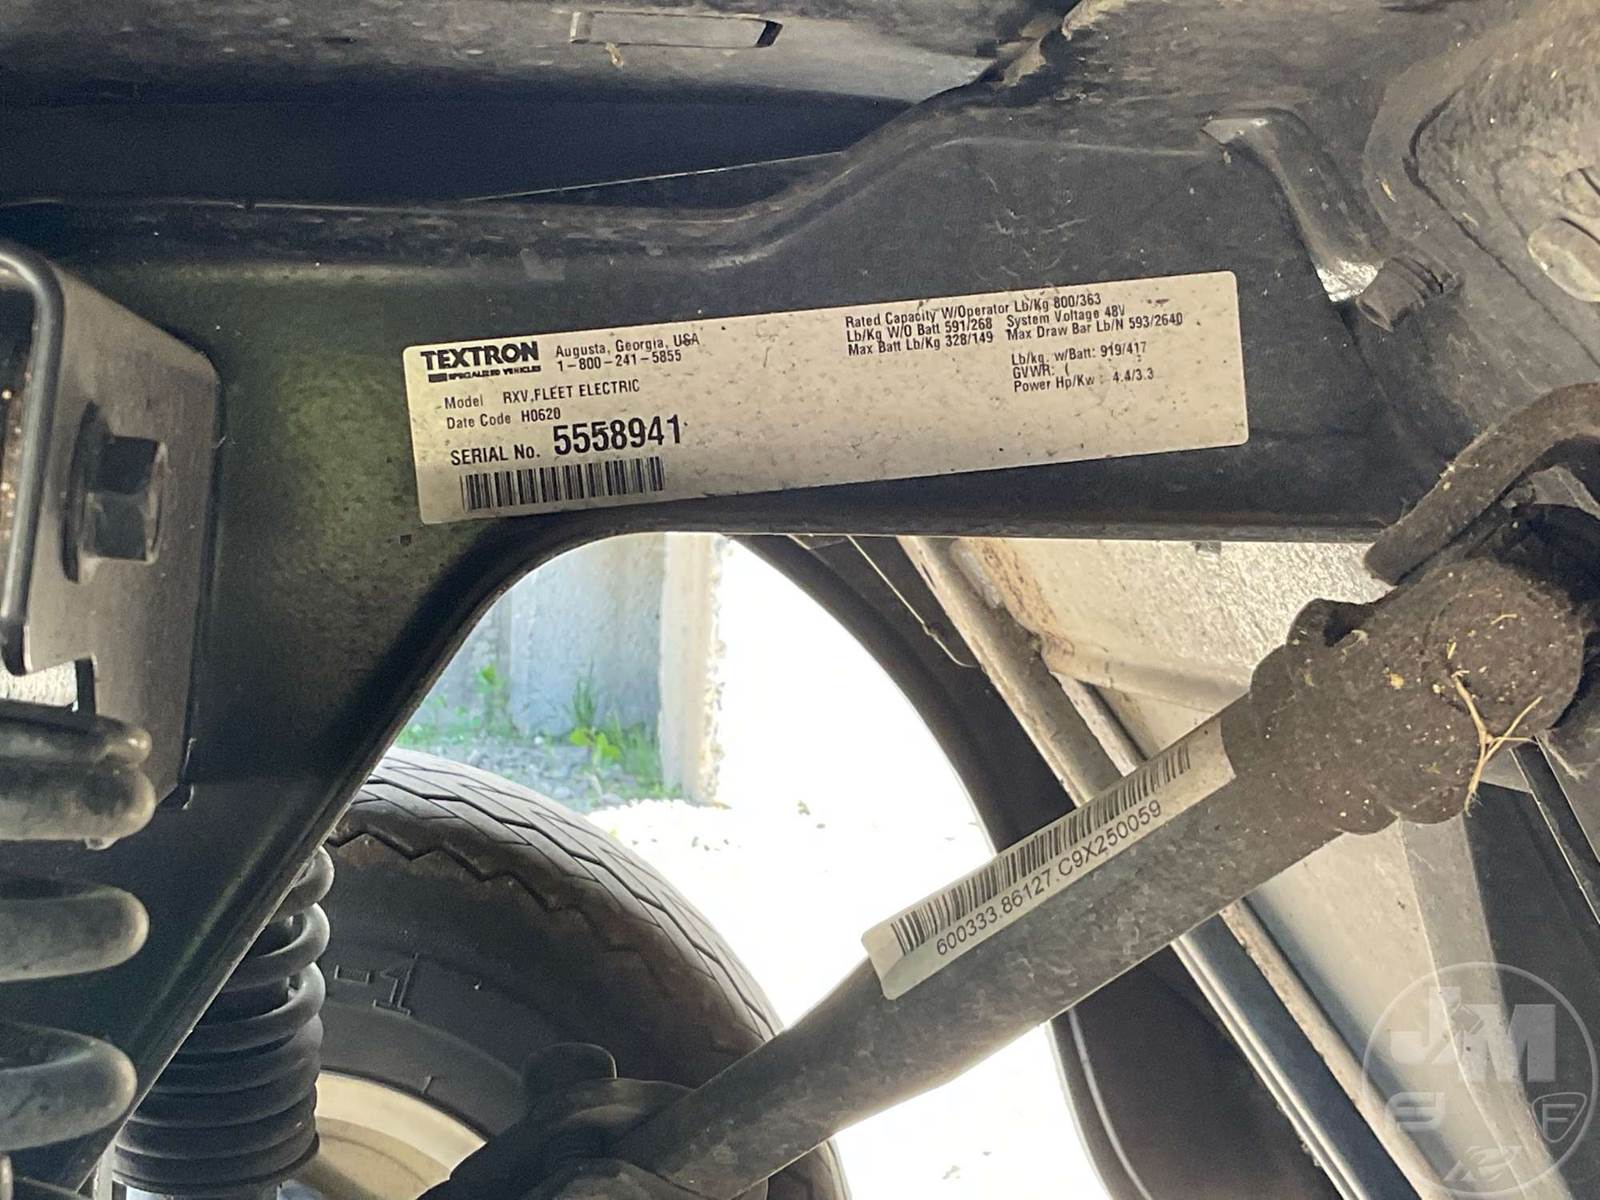 TEXTRON
SPECIALIZED VEHICLES
Augusta, Georgia, USA
1-800-241-5855
Model RXV,FLEET ELECTRIC
Date Code H0620
SERIAL No. 5558941
Rated Capacity W/Operator Lb/Kg 800/363
Lb/Kg W/O Batt 591/268 System Voltage 48V
Max Batt Lb/Kg 328/149 Max Draw Bar Lb/N 593/2640
Lb/kg. w/Batt: 919/417
GVWR: (
Power Hp/Kw : 4.4/3.3
600333.86127.C9X250059
-1
JM